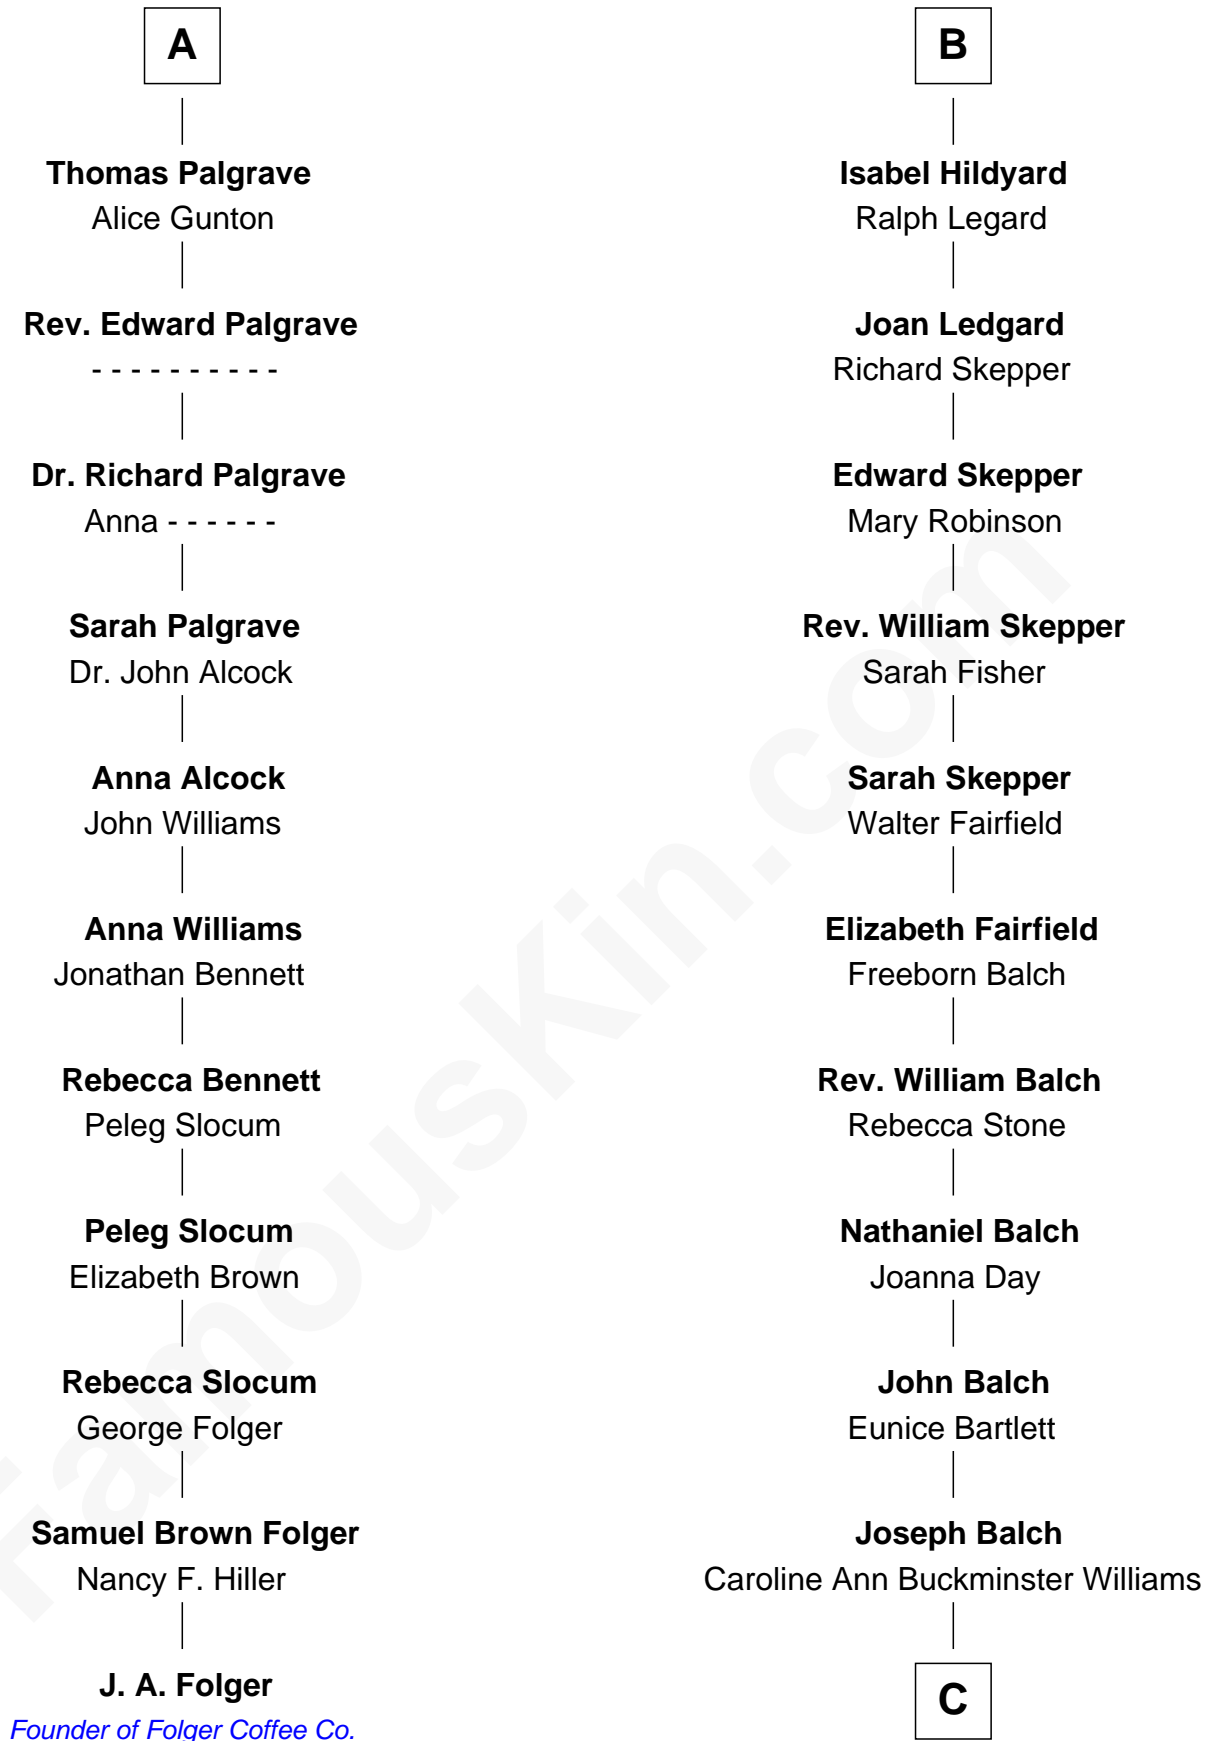 A
Thomas Palgrave
Alice Gunton
Rev. Edward Palgrave
- - - - - - - - - -
Dr. Richard Palgrave
Anna - - - - - -
Sarah Palgrave
Dr. John Alcock
Anna Alcock
John Williams
Anna Williams
Jonathan Bennett
Rebecca Bennett
Peleg Slocum
Peleg Slocum
Elizabeth Brown
Rebecca Slocum
George Folger
Samuel Brown Folger
Nancy F. Hiller
J. A. Folger
Founder of Folger Coffee Co.
B
Isabel Hildyard
Ralph Legard
Joan Ledgard
Richard Skepper
Edward Skepper
Mary Robinson
Rev. William Skepper
Sarah Fisher
Sarah Skepper
Walter Fairfield
Elizabeth Fairfield
Freeborn Balch
Rev. William Balch
Rebecca Stone
Nathaniel Balch
Joanna Day
John Balch
Eunice Bartlett
Joseph Balch
Caroline Ann Buckminster Williams
C
FamousKin.com